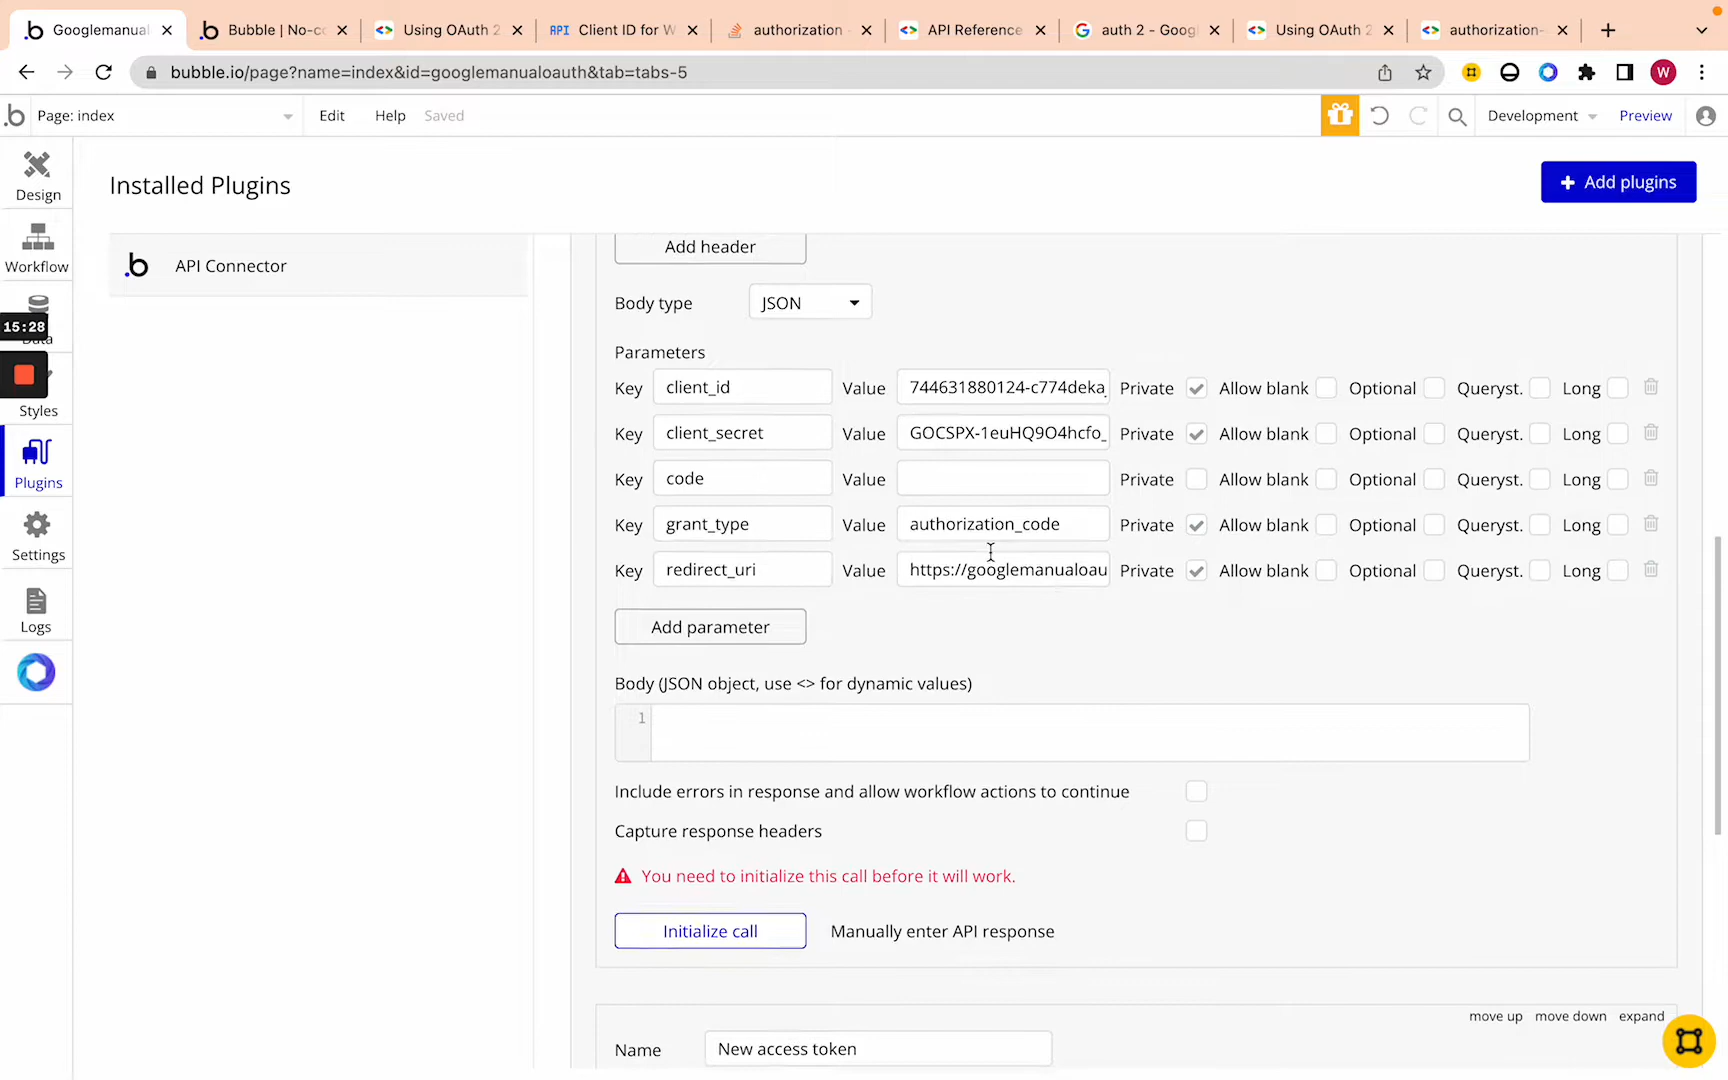 Googlemanual
Bubble | No-co
Using OAuth 2
API Client ID for W
authorization
API Reference
auth 2 - Goog
Using OAuth 2
authorization-
bubble.io/page?name=index&id=googlemanualoauth&tab=tabs-5
W
Page: index
Edit
Help
Saved
Development
Preview
Design
Workflow
Data
15:28
Styles
Plugins
Settings
Logs
Installed Plugins
+ Add plugins
API Connector
Add header
Body type JSON
Parameters
Key client_id Value 744631880124-c774deka Private Allow blank Optional Queryst. Long
Key client_secret Value GOCSPX-1euHQ9O4hcfo_ Private Allow blank Optional Queryst. Long
Key code Value Private Allow blank Optional Queryst. Long
Key grant_type Value authorization_code Private Allow blank Optional Queryst. Long
Key redirect_uri Value https://googlemanualoau Private Allow blank Optional Queryst. Long
Add parameter
Body (JSON object, use <> for dynamic values)
1
Include errors in response and allow workflow actions to continue
Capture response headers
You need to initialize this call before it will work.
Initialize call
Manually enter API response
move up move down expand
Name New access token